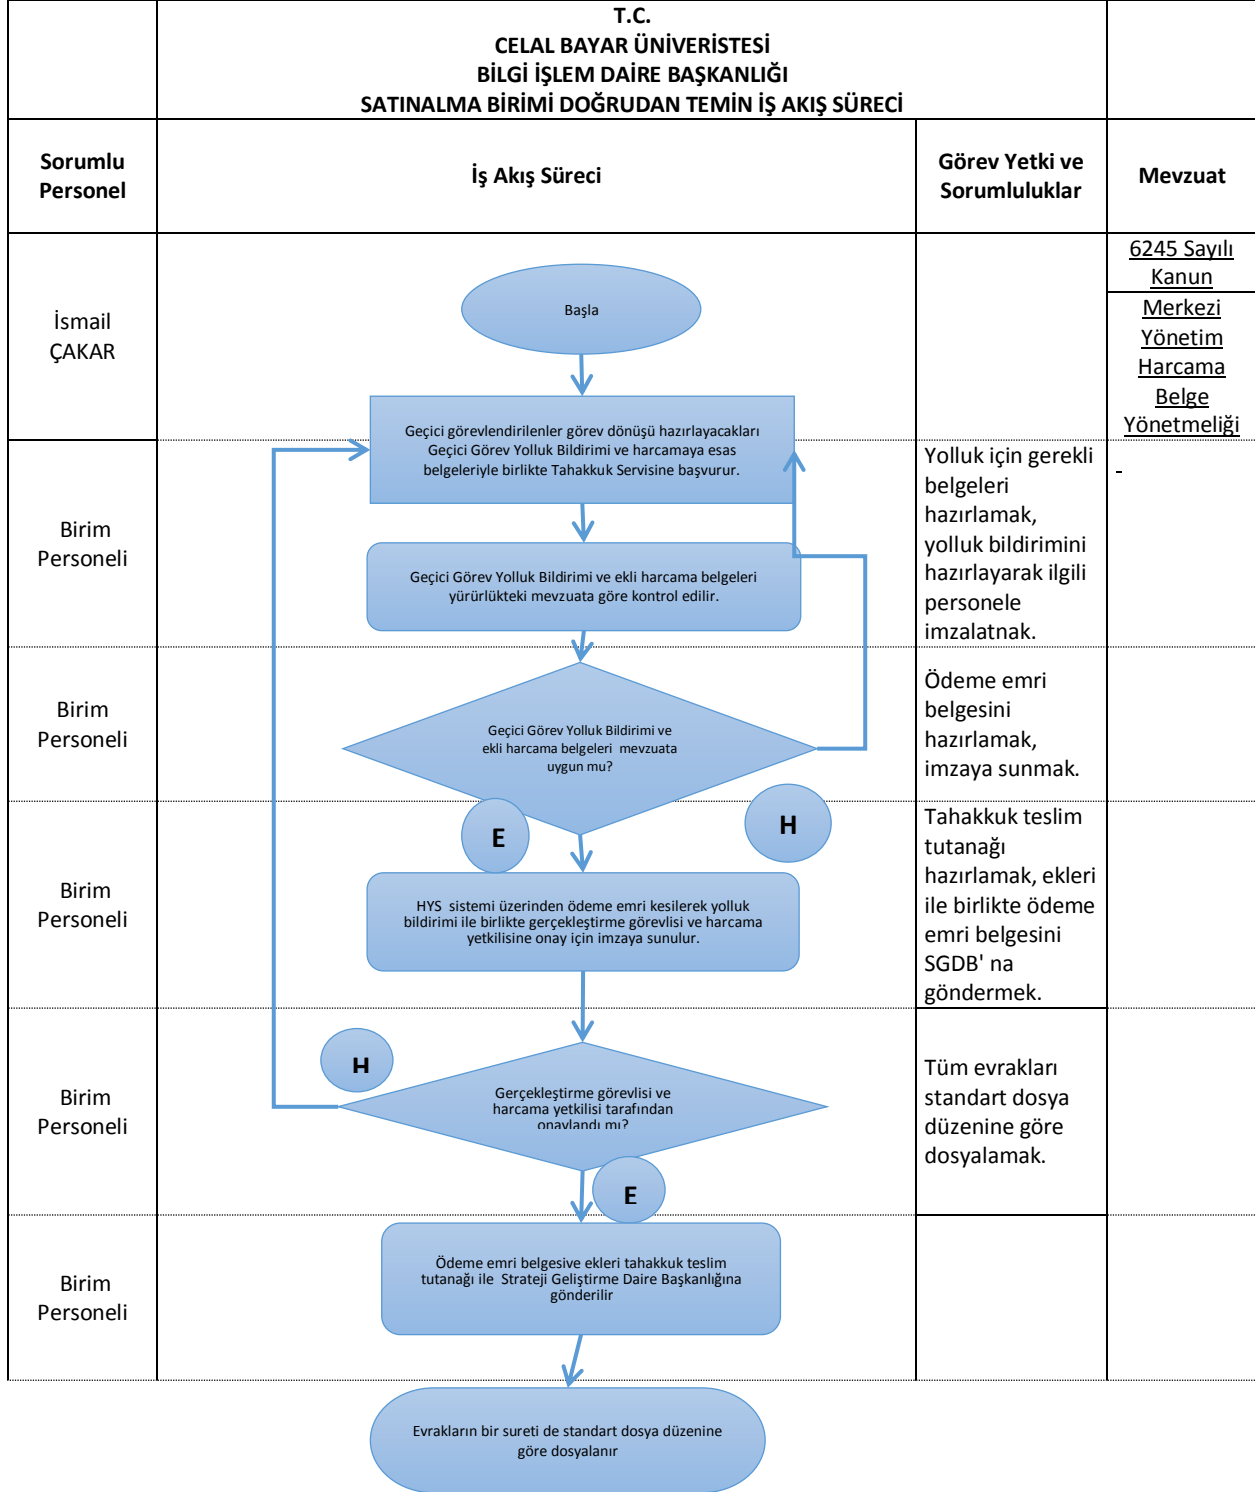 T.C.
CELAL BAYAR ÜNİVERİSTESİ
BİLGİ İŞLEM DAİRE BAŞKANLIĞI
SATINALMA BİRİMİ DOĞRUDAN TEMİN İŞ AKIŞ SÜRECİ
Sorumlu
Personel
İş Akış Süreci
Görev Yetki ve
Sorumluluklar
Mevzuat
İsmail
ÇAKAR
Başla
6245 Sayılı
Kanun
Merkezi
Yönetim
Harcama
Belge
Yönetmeliği
Geçici görevlendirilenler görev dönüşü hazırlayacakları
Geçici Görev Yolluk Bildirimi ve harcamaya esas
belgeleriyle birlikte Tahakkuk Servisine başvurur.
Birim
Personeli
Geçici Görev Yolluk Bildirimi ve ekli harcama belgeleri
yürürlükteki mevzuata göre kontrol edilir.
Yolluk için gerekli
belgeleri
hazırlamak,
yolluk bildirimini
hazırlayarak ilgili
personele
imzalatnak.
-
Birim
Personeli
Geçici Görev Yolluk Bildirimi ve
ekli harcama belgeleri  mevzuata
uygun mu?
Ödeme emri
belgesini
hazırlamak,
imzaya sunmak.
E
H
Birim
Personeli
HYS  sistemi üzerinden ödeme emri kesilerek yolluk
bildirimi ile birlikte gerçekleştirme görevlisi ve harcama
yetkilisine onay için imzaya sunulur.
Tahakkuk teslim
tutanağı
hazırlamak, ekleri
ile birlikte ödeme
emri belgesini
SGDB' na
göndermek.
H
Birim
Personeli
Gerçekleştirme görevlisi ve
harcama yetkilisi tarafından
onaylandı mı?
Tüm evrakları
standart dosya
düzenine göre
dosyalamak.
E
Birim
Personeli
Ödeme emri belgesive ekleri tahakkuk teslim
tutanağı ile  Strateji Geliştirme Daire Başkanlığına
gönderilir
Evrakların bir sureti de standart dosya düzenine
göre dosyalanır